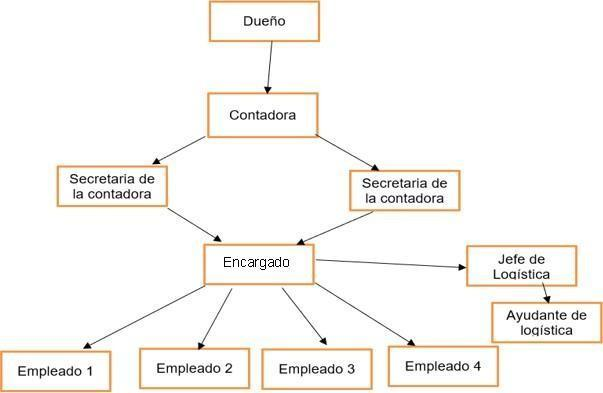 Dueño
Contadora
Secretaria de
la contadora
Secretaria de
la contadora
Encargado
Jefe de
Logística
Ayudante de
logística
Empleado 1
Empleado 2
Empleado 3
Empleado 4